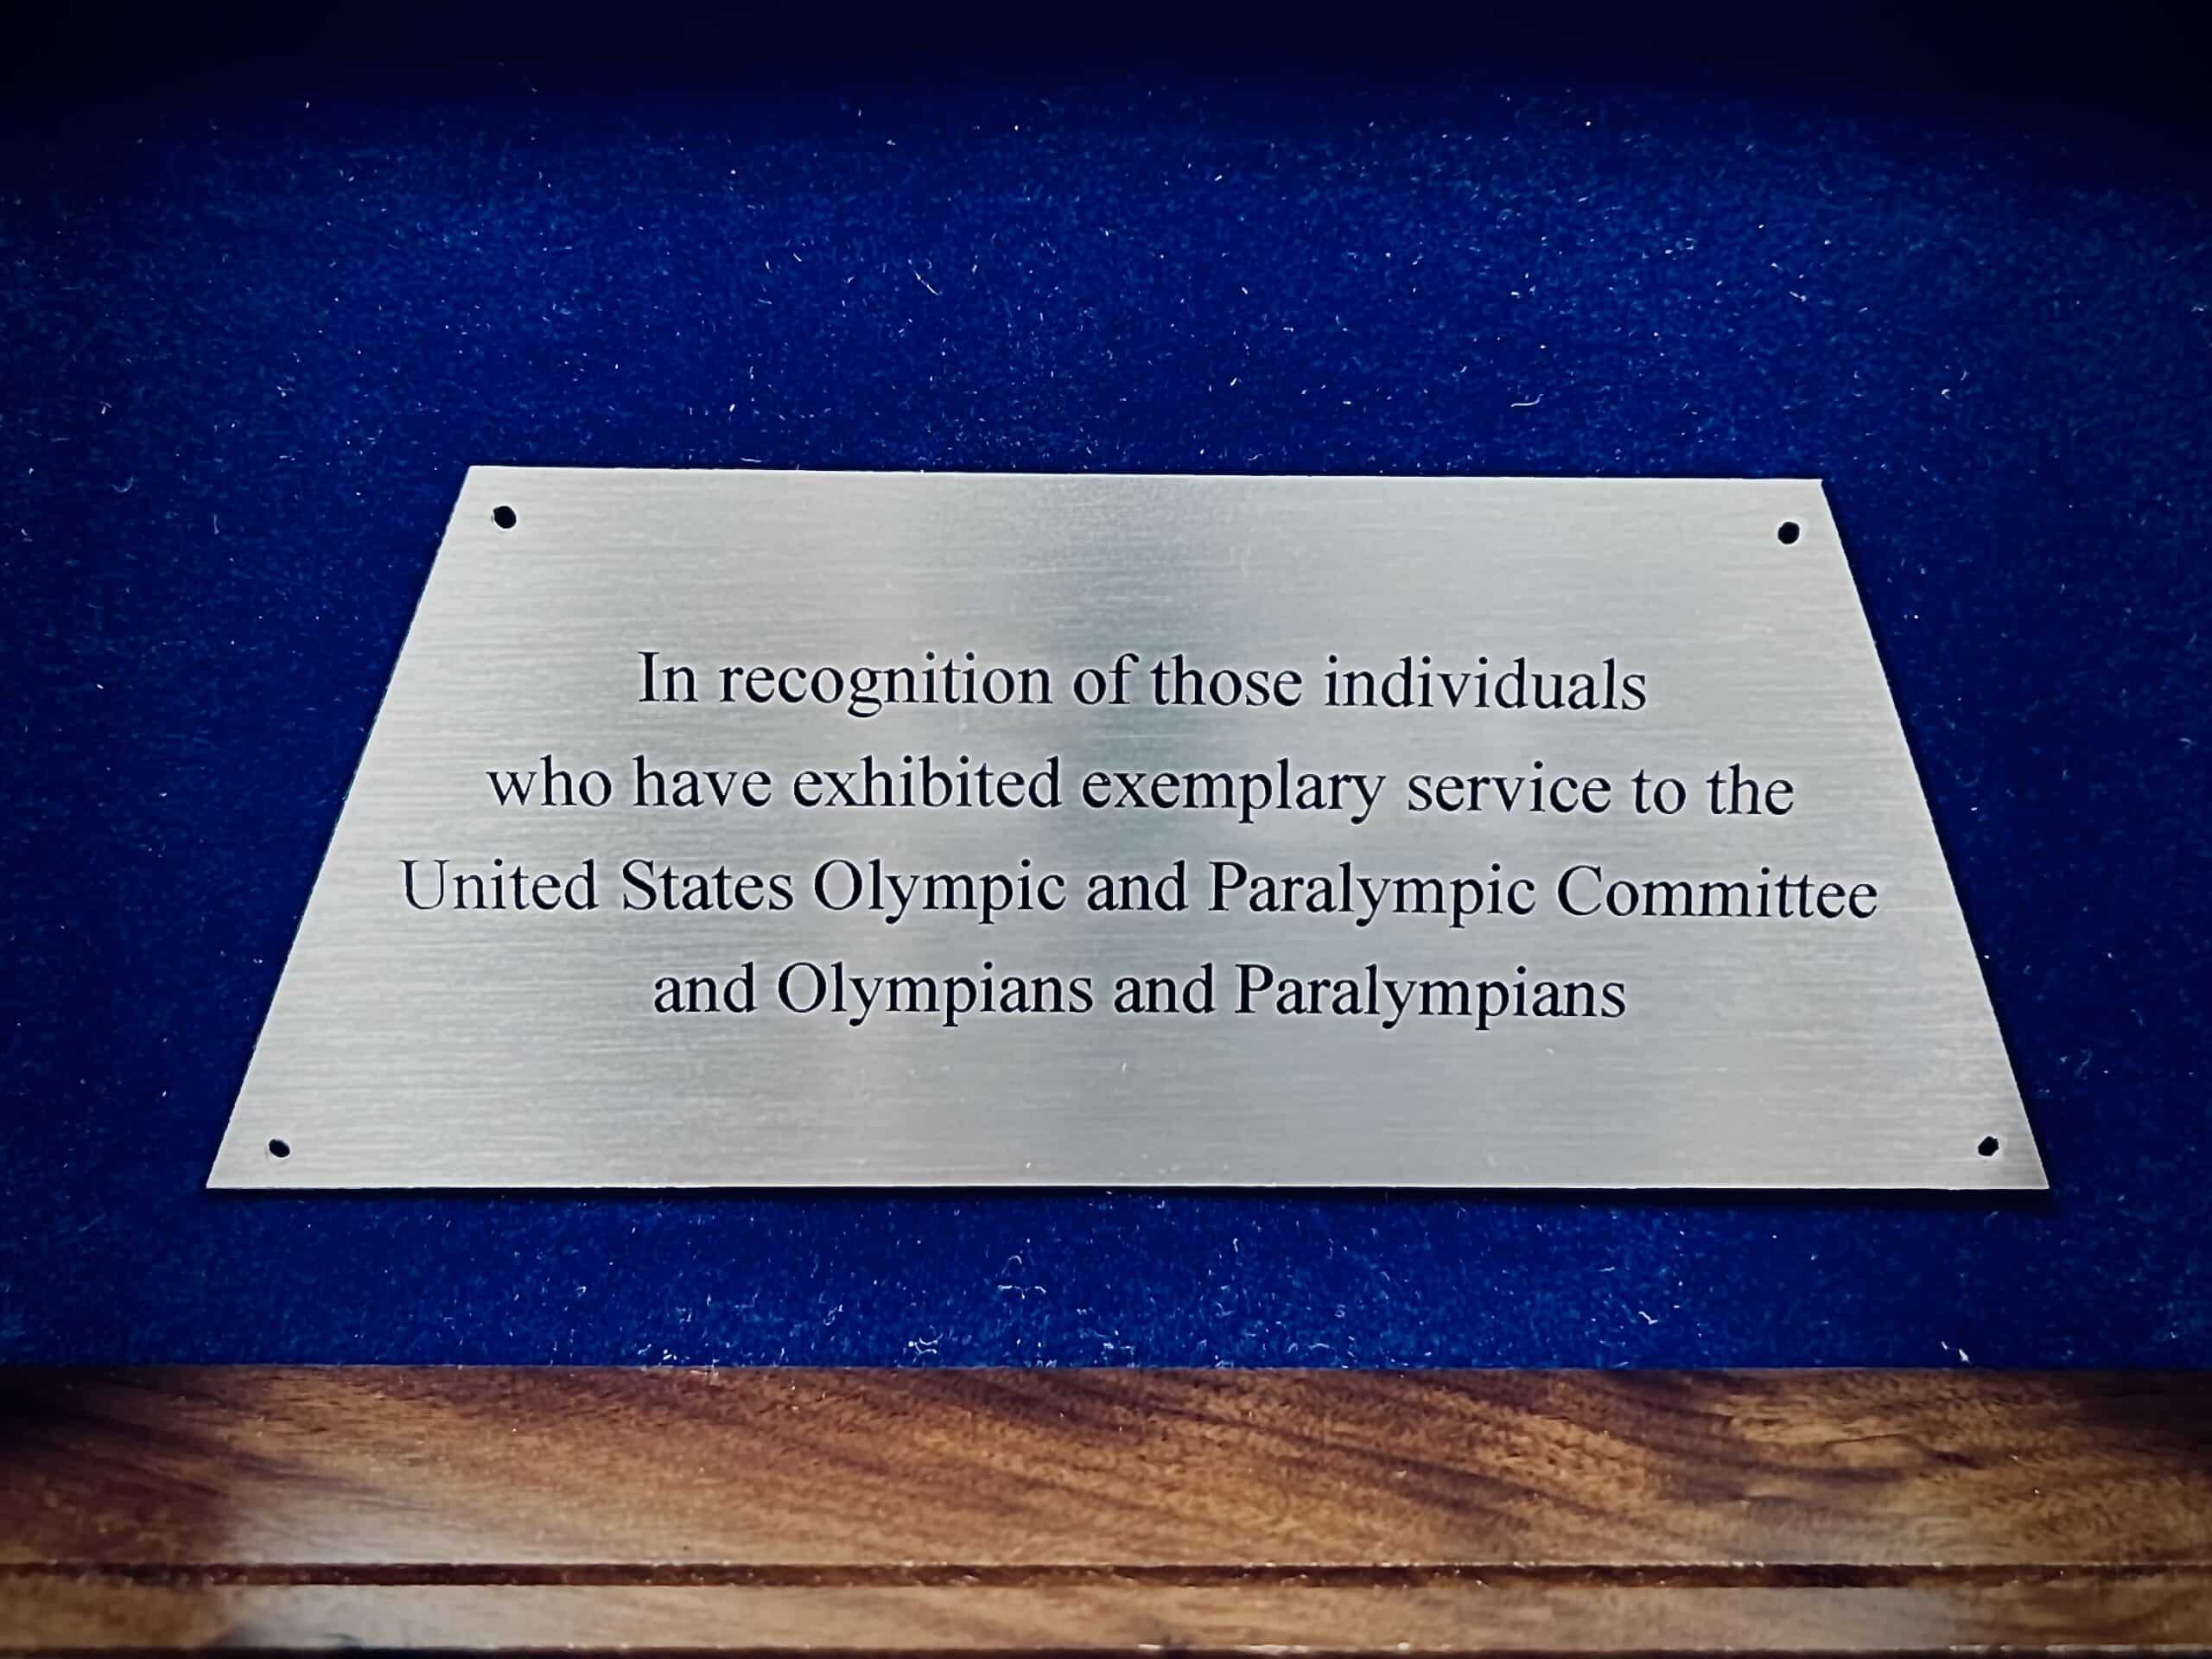 In recognition of those individuals
who have exhibited exemplary service to the
United States Olympic and Paralympic Committee
and Olympians and Paralympians